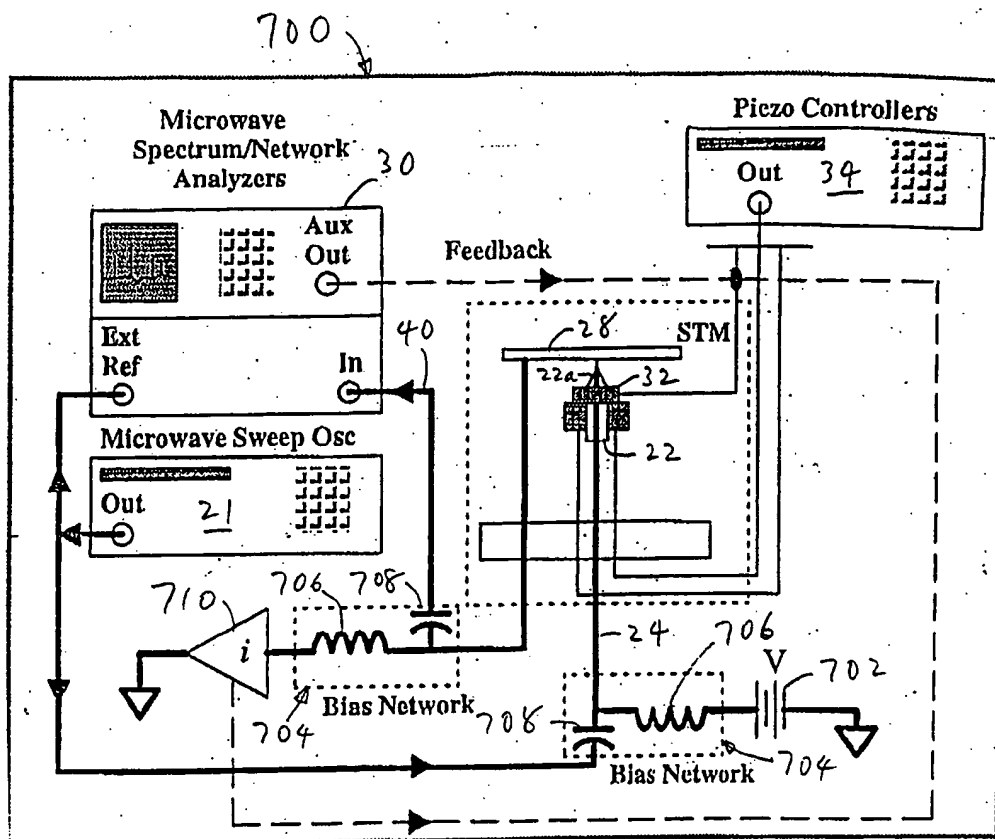 700
Microwave
Spectrum/Network
Analyzers
30
Piezo Controllers
Out
34
Aux
Out
Feedback
Ext
Ref
In
40
28
STM
22a
32
22
Microwave Sweep Osc
Out
21
710
i
706
708
704
Bias Network
24
706
V
702
708
Bias Network
704